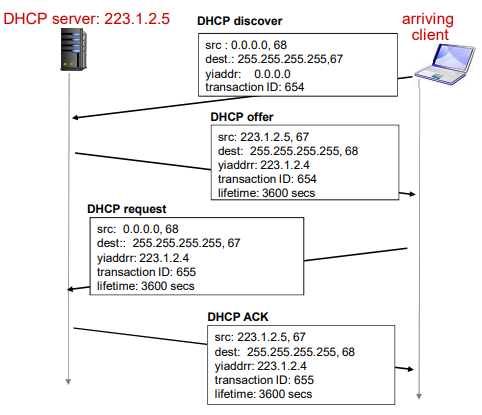 DHCP server: 223.1.2.5
arriving
client
DHCP discover
src : 0.0.0.0, 68
dest.: 255.255.255.255,67
yiaddr: 0.0.0.0
transaction ID: 654
DHCP offer
src: 223.1.2.5, 67
dest: 255.255.255.255, 68
yiaddrr: 223.1.2.4
transaction ID: 654
lifetime: 3600 secs
DHCP request
src: 0.0.0.0, 68
dest:: 255.255.255.255, 67
yiaddrr: 223.1.2.4
transaction ID: 655
lifetime: 3600 secs
DHCP ACK
src: 223.1.2.5, 67
dest: 255.255.255.255, 68
yiaddrr: 223.1.2.4
transaction ID: 655
lifetime: 3600 secs